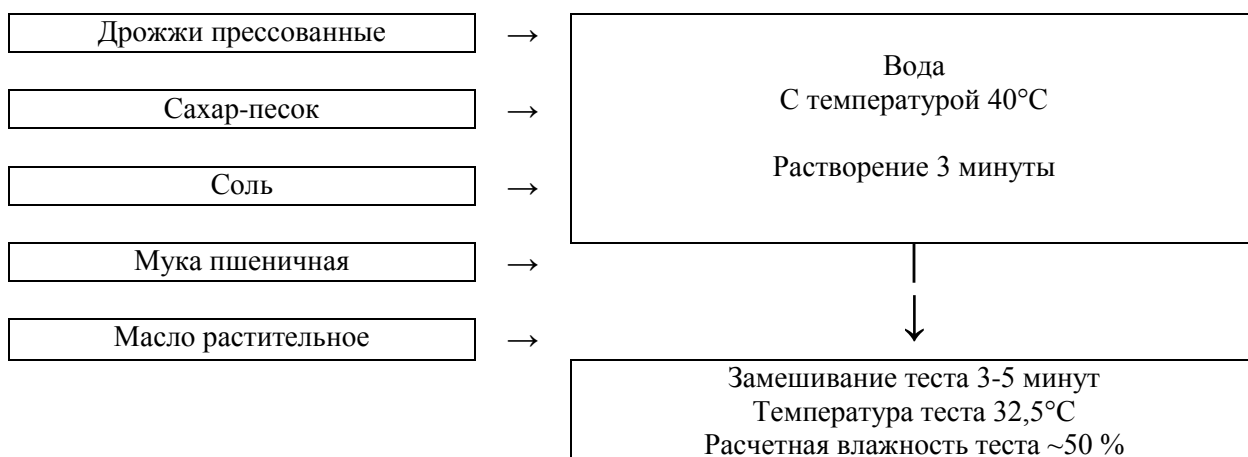 Дрожжи прессованные →
Сахар-песок →
Соль →
Мука пшеничная →
Масло растительное →
Вода
С температурой 40°С
Растворение 3 минуты
Замешивание теста 3-5 минут
Температура теста 32,5°С
Расчетная влажность теста ~50 %